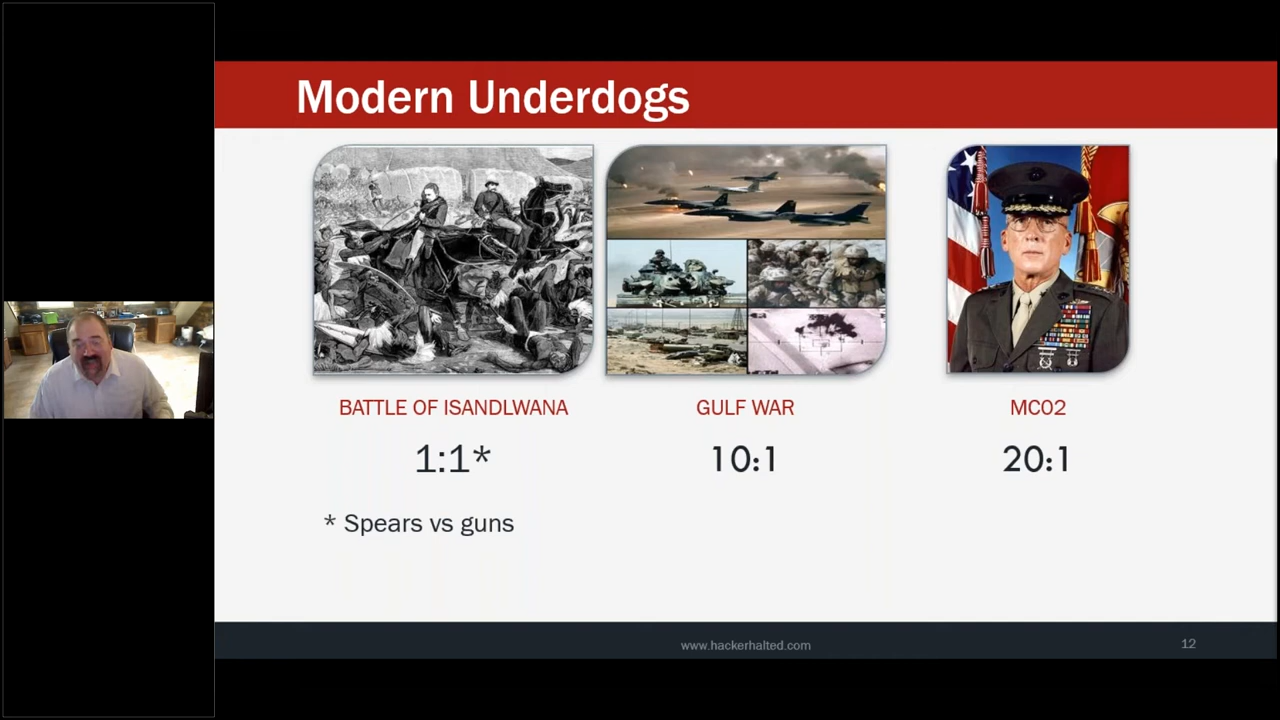 Modern Underdogs
BATTLE OF ISANDLWANA
GULF WAR
MC02
1:1*
10:1
20:1
* Spears vs guns
www.hackerhalted.com
12